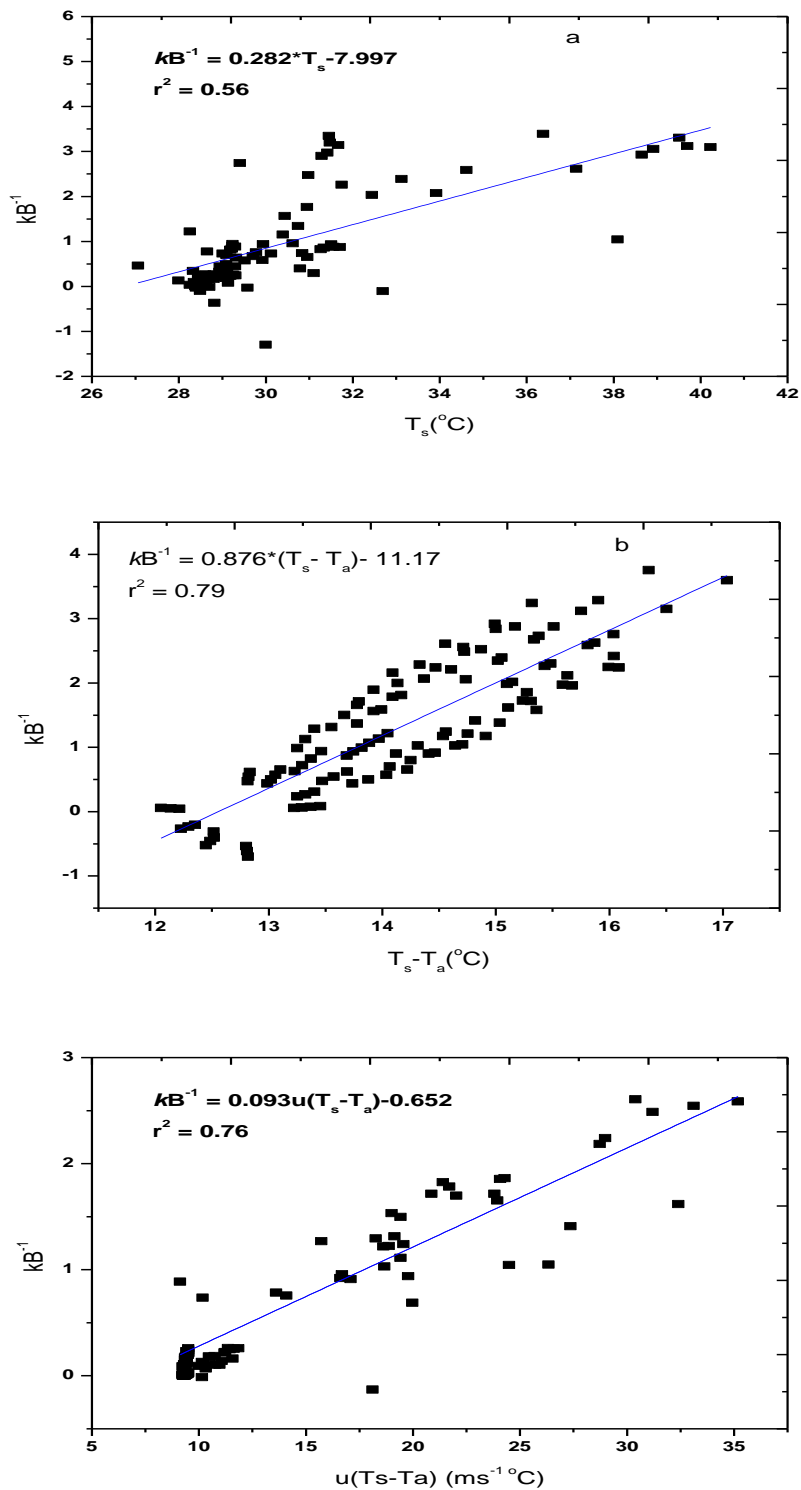 a
kB⁻¹ = 0.282*Tₛ-7.997
r² = 0.56
kB⁻¹
6
5
4
3
2
1
0
-1
-2
26 28 30 32 34 36 38 40 42
Tₛ(°C)
b
kB⁻¹ = 0.876*(Tₛ- Tₐ)- 11.17
r² = 0.79
kB⁻¹
4
3
2
1
0
-1
12 13 14 15 16 17
Tₛ-Tₐ(°C)
kB⁻¹ = 0.093u(Tₛ-Tₐ)-0.652
r² = 0.76
kB⁻¹
3
2
1
0
5 10 15 20 25 30 35
u(Ts-Ta) (ms⁻¹ °C)